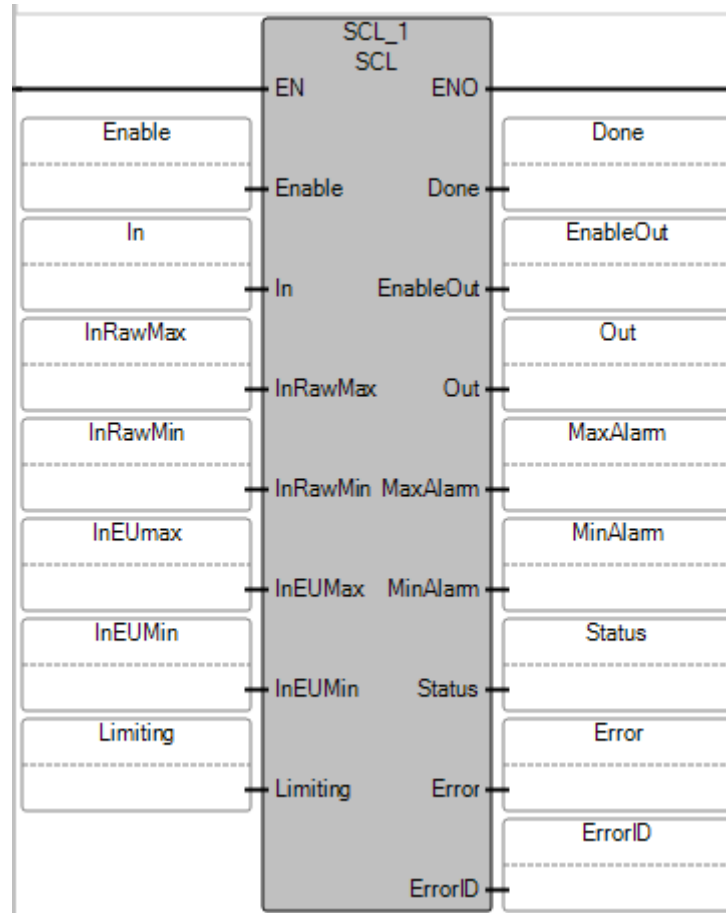 SCL_1
SCL
EN ENO
Enable Done
Enable Done
In EnableOut
In EnableOut
InRawMax Out
InRawMax Out
InRawMin MaxAlarm
InRawMin MaxAlarm
InEUmax MinAlarm
InEUMax MinAlarm
InEUMin Status
InEUMin Status
Limiting Error
Limiting Error
ErrorID
ErrorID